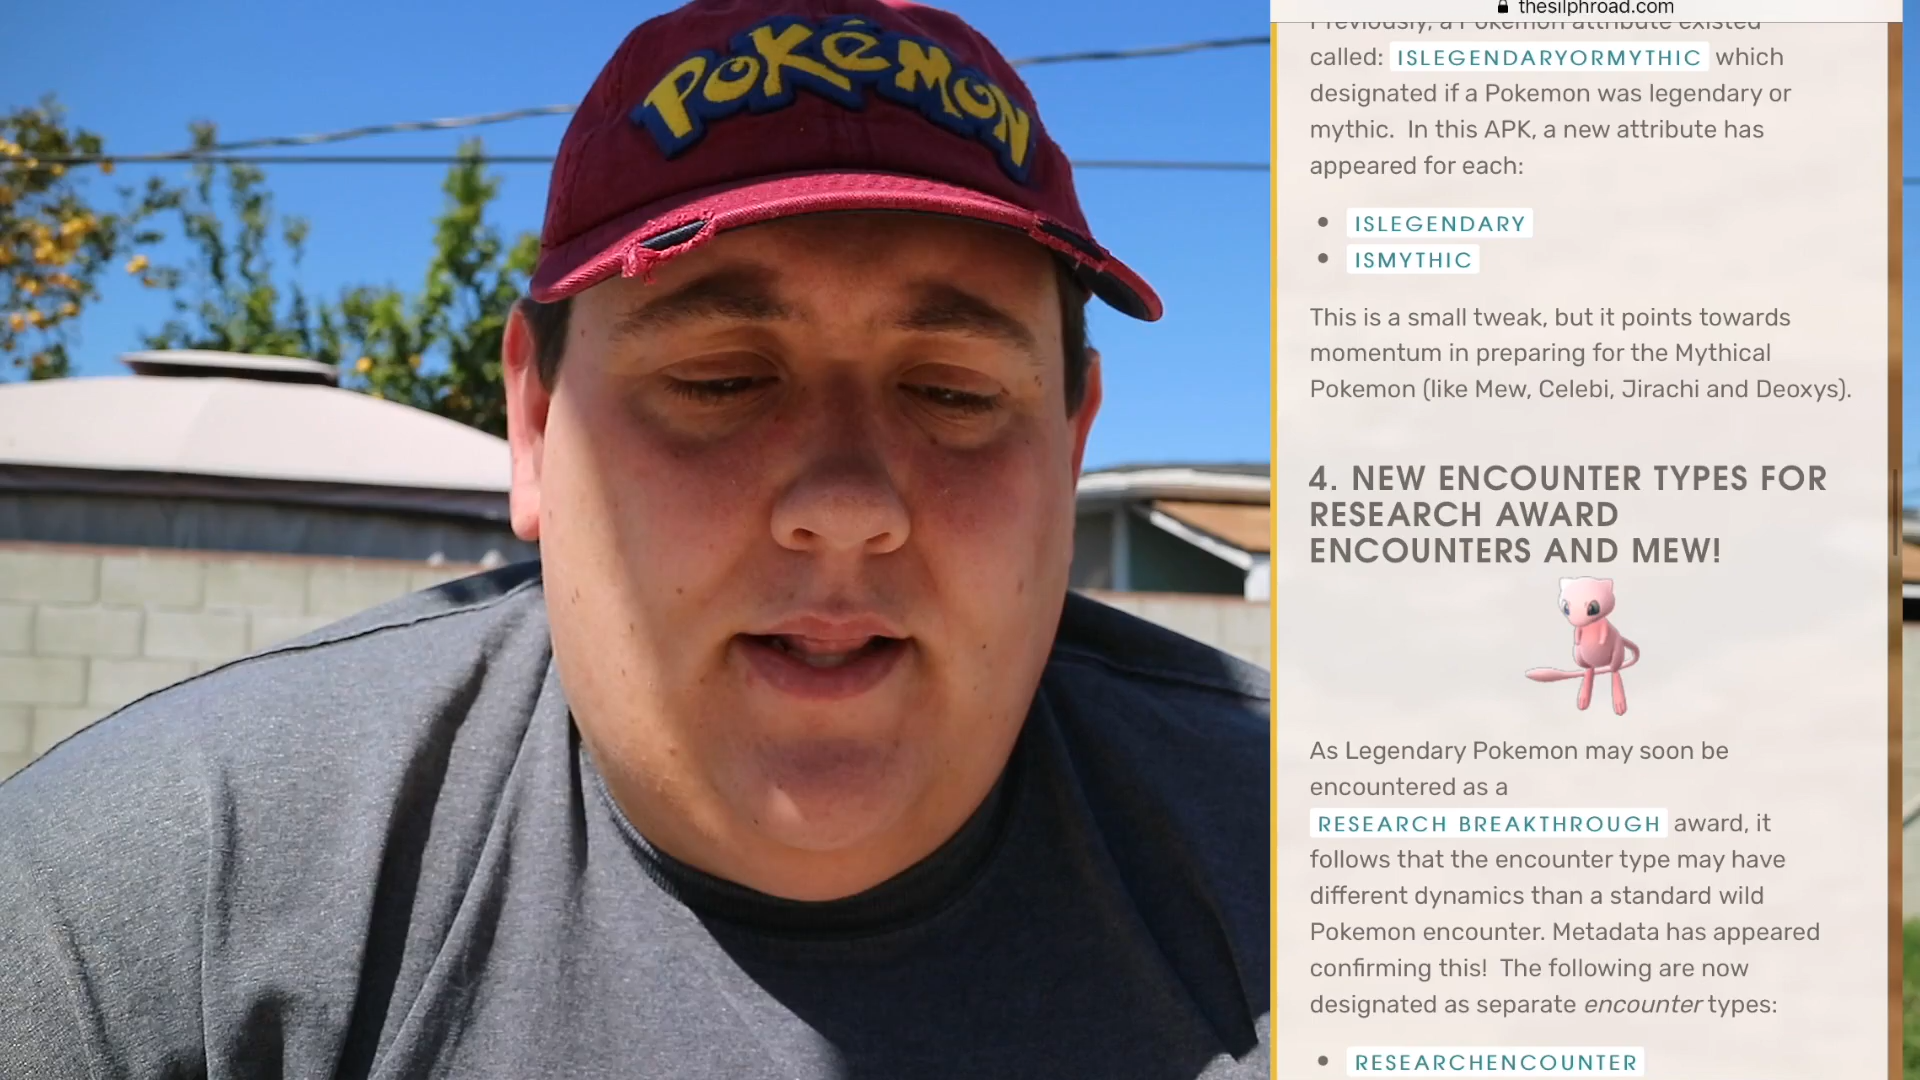 POKéMON
thesilphroad.com
Previously, a Pokemon attribute existed
called: ISLEGENDARYORMYTHIC which
designated if a Pokemon was legendary or
mythic. In this APK, a new attribute has
appeared for each:
• ISLEGENDARY
• ISMYTHIC
This is a small tweak, but it points towards
momentum in preparing for the Mythical
Pokemon (like Mew, Celebi, Jirachi and Deoxys).
4. NEW ENCOUNTER TYPES FOR
RESEARCH AWARD
ENCOUNTERS AND MEW!
As Legendary Pokemon may soon be
encountered as a
RESEARCH BREAKTHROUGH award, it
follows that the encounter type may have
different dynamics than a standard wild
Pokemon encounter. Metadata has appeared
confirming this! The following are now
designated as separate encounter types:
• RESEARCHENCOUNTER